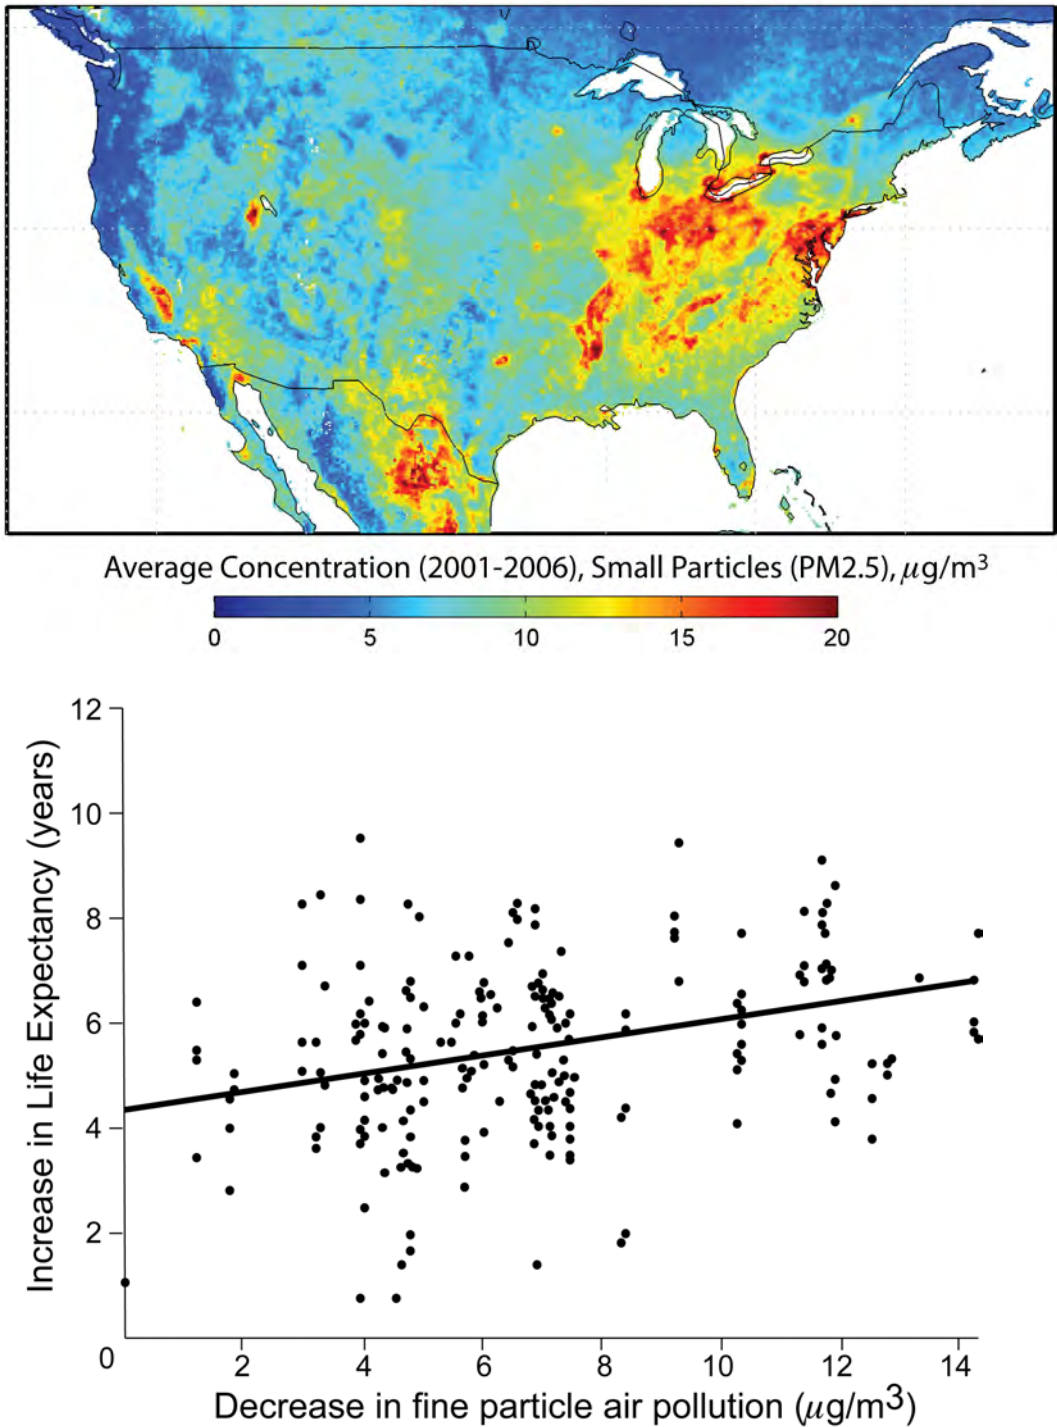 Average Concentration (2001-2006), Small Particles (PM2.5), μg/m³
0 5 10 15 20
12
10
8
6
4
2
0
Increase in Life Expectancy (years)
2 4 6 8 10 12 14
Decrease in fine particle air pollution (μg/m³)